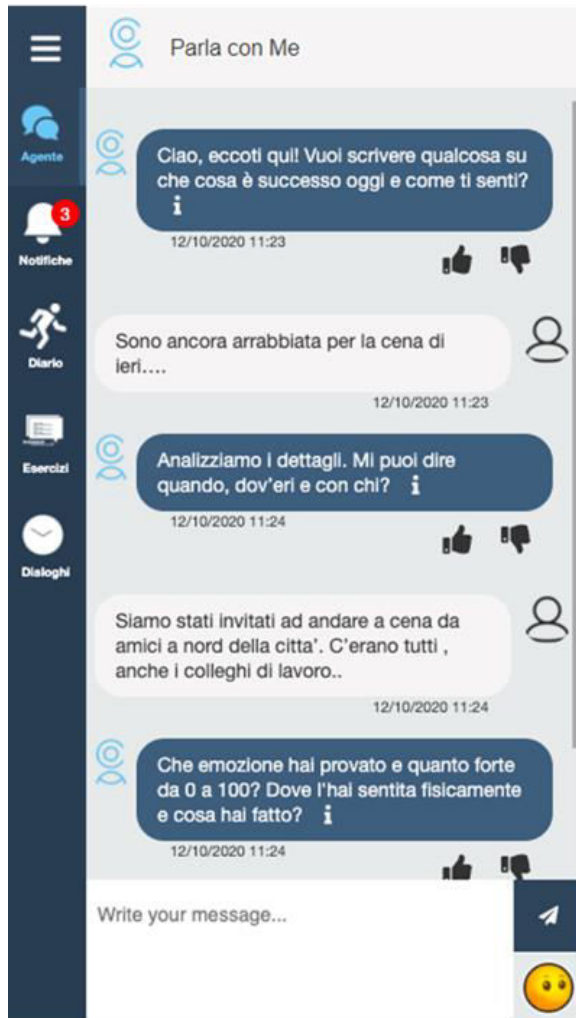 Parla con Me
Agente
3
Notifiche
Diario
Esercizi
Dialoghi
Ciao, eccoti qui! Vuoi scrivere qualcosa su
che cosa è successo oggi e come ti senti?
i
12/10/2020 11:23
Sono ancora arrabbiata per la cena di
ieri....
12/10/2020 11:23
Analizziamo i dettagli. Mi puoi dire
quando, dov'eri e con chi? i
12/10/2020 11:24
Siamo stati invitati ad andare a cena da
amici a nord della citta'. C'erano tutti ,
anche i colleghi di lavoro..
12/10/2020 11:24
Che emozione hai provato e quanto forte
da 0 a 100? Dove l'hai sentita fisicamente
e cosa hai fatto? i
12/10/2020 11:24
Write your message...